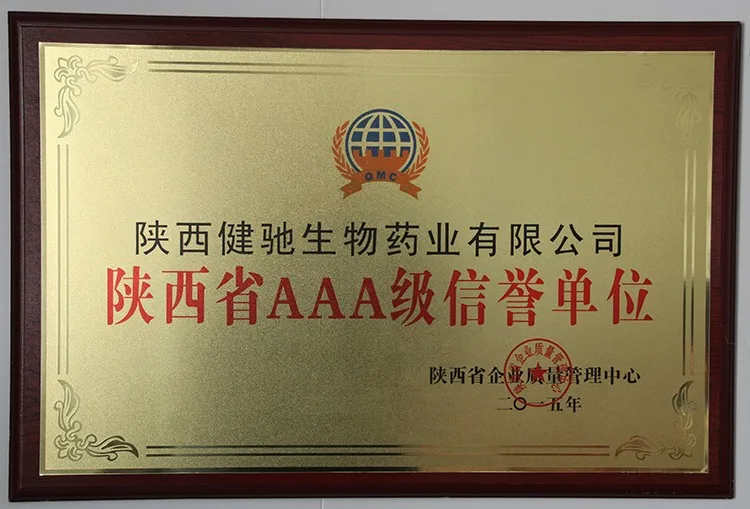 QMC
陕西健驰生物药业有限公司
陕西省AAA级信誉单位
陕西省企业质量管理中心
二〇一五年